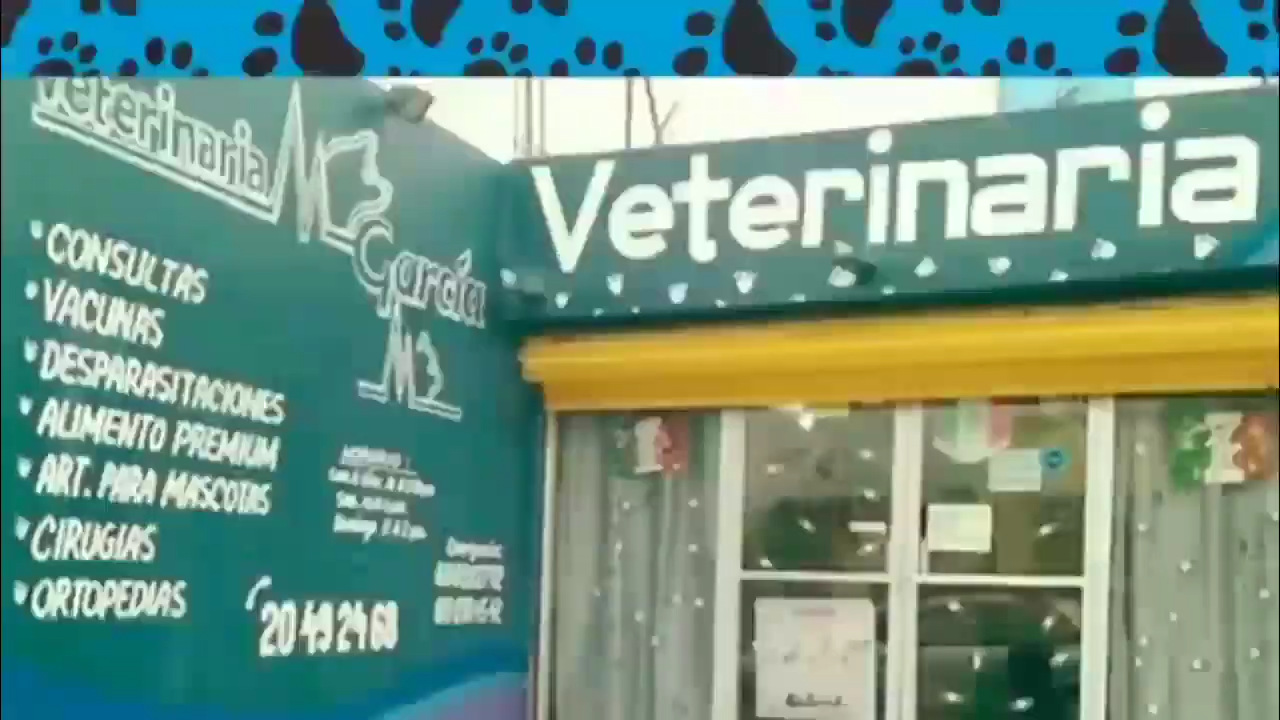 Veterinaria
García
CONSULTAS
VACUNAS
DESPARASITACIONES
ALIMENTO PREMIUM
ART. PARA MASCOTAS
CIRUGIAS
ORTOPEDIAS
20 49 24 60
Veterinaria